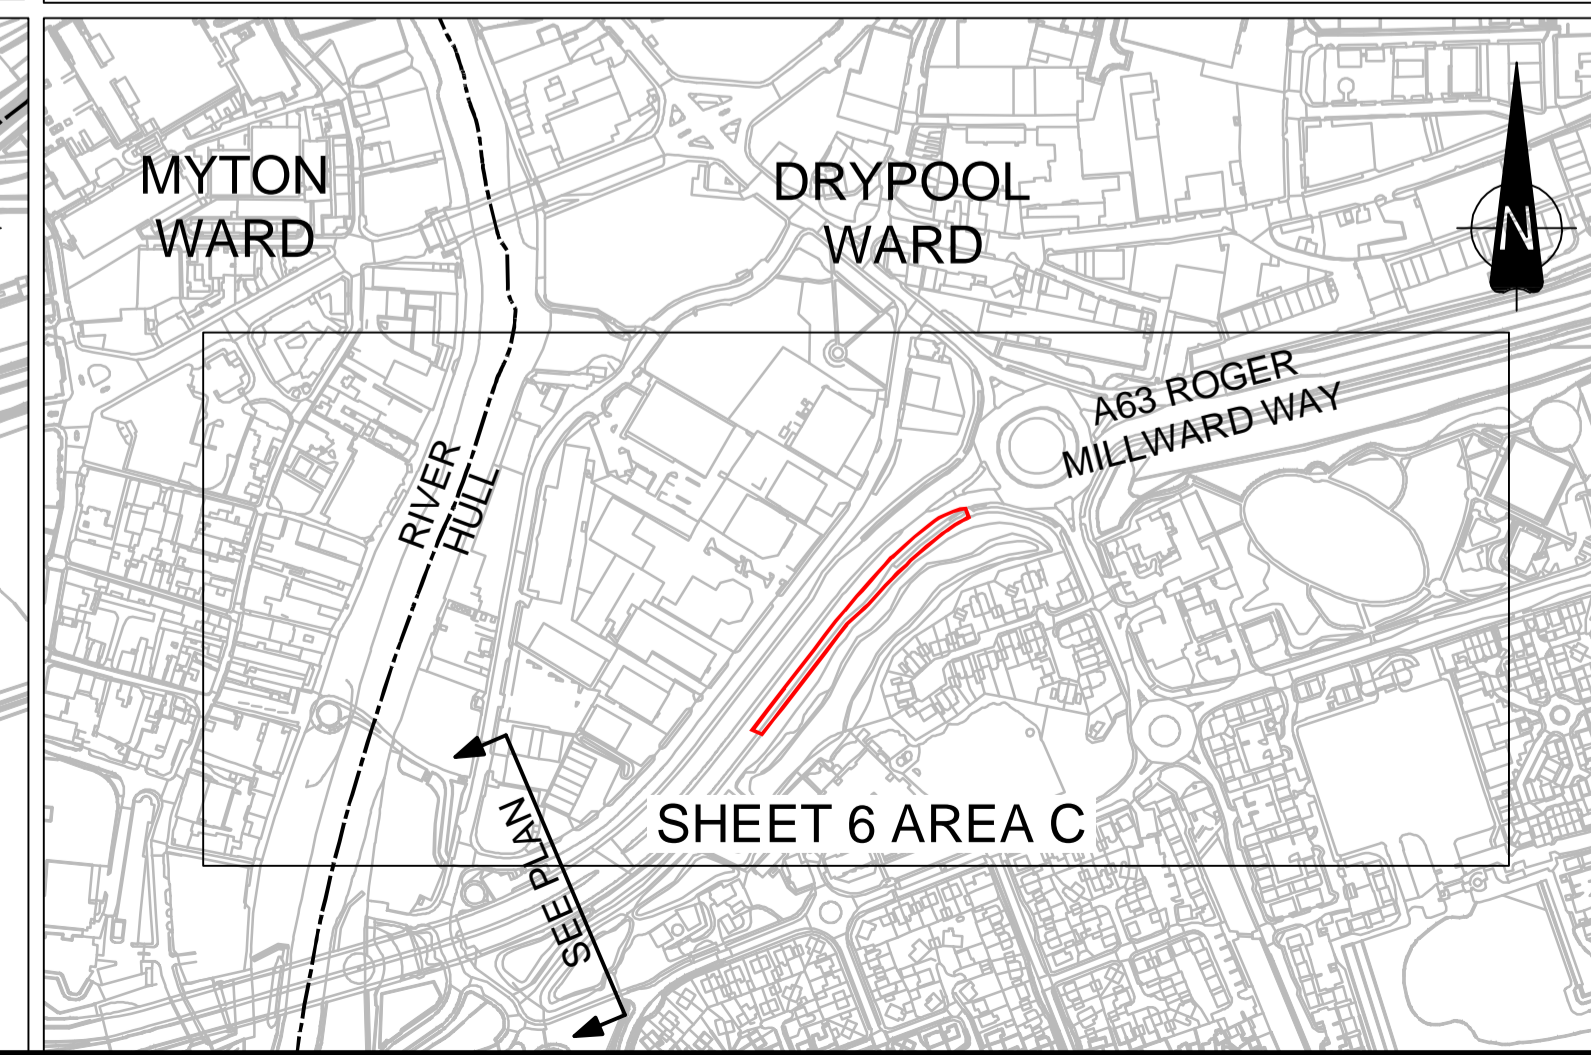 MYTON
WARD
DRYPOOL
WARD
N
A63 ROGER
MILLWARD WAY
RIVER
HULL
SEE PLAN
SHEET 6 AREA C